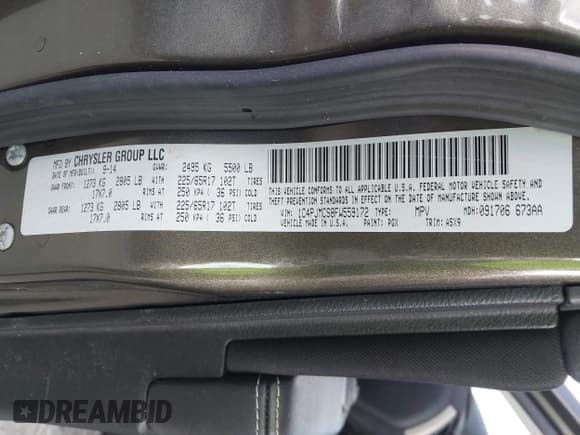 MFD BY CHRYSLER GROUP LLC
DATE OF MFR-BUILT: 9-14 GVWR: 2495 KG 5500 LB
GAWR FRONT: 1273 KG 2805 LB WITH 225/65R17 102T TIRES
17X7.0 RIMS AT 250 KPA ( 36 PSI) COLD
GAWR REAR: 1273 KG 2805 LB WITH 225/65R17 102T TIRES
17X7.0 RIMS AT 250 KPA ( 36 PSI) COLD
THIS VEHICLE CONFORMS TO ALL APPLICABLE U.S.A. FEDERAL MOTOR VEHICLE SAFETY AND
THEFT PREVENTION STANDARDS IN EFFECT ON THE DATE OF MANUFACTURE SHOWN ABOVE.
VIN: 1C4PJMCS8FW559172 MPV MDH:091706 673AA
VEHICLE MADE IN U.S.A. PAINT: PGX TRIM: A5X9
DREAMBID